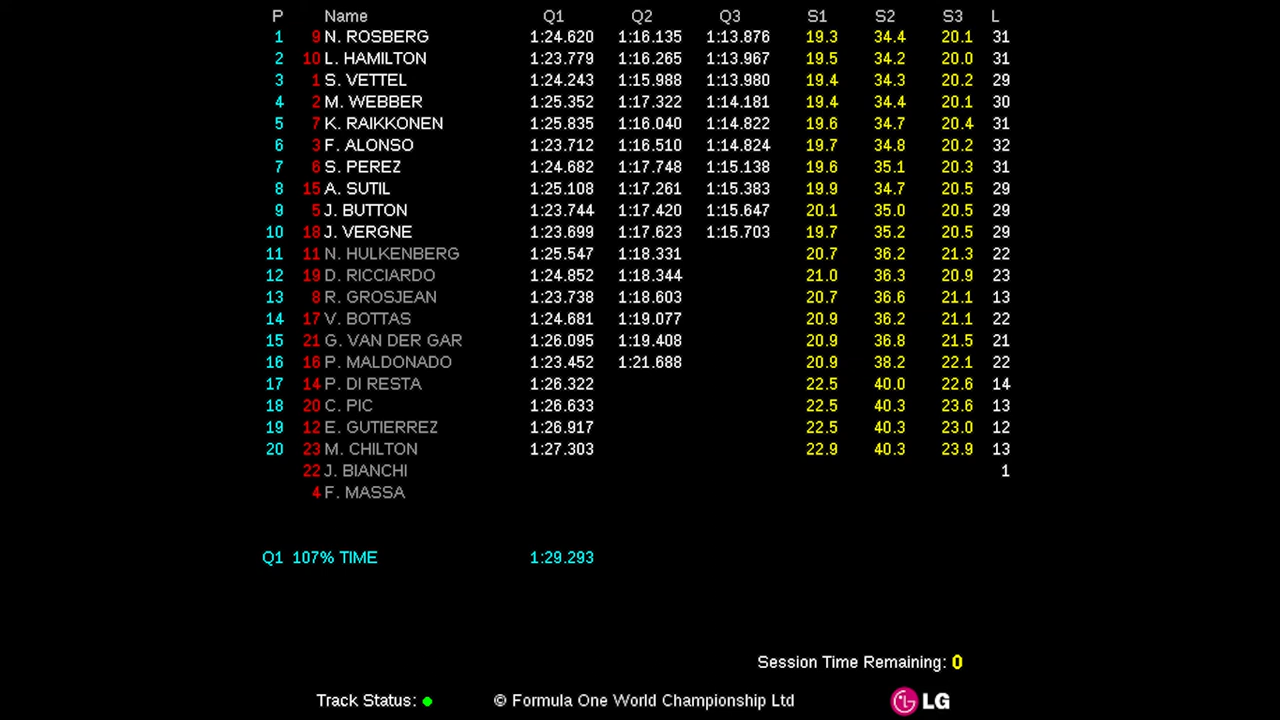 P Name Q1 Q2 Q3 S1 S2 S3 L
1 9 N. ROSBERG 1:24.620 1:16.135 1:13.876 19.3 34.4 20.1 31
2 10 L. HAMILTON 1:23.779 1:16.265 1:13.967 19.5 34.2 20.0 31
3 1 S. VETTEL 1:24.243 1:15.988 1:13.980 19.4 34.3 20.2 29
4 2 M. WEBBER 1:25.352 1:17.322 1:14.181 19.4 34.4 20.1 30
5 7 K. RAIKKONEN 1:25.835 1:16.040 1:14.822 19.6 34.7 20.4 31
6 3 F. ALONSO 1:23.712 1:16.510 1:14.824 19.7 34.8 20.2 32
7 6 S. PEREZ 1:24.682 1:17.748 1:15.138 19.6 35.1 20.3 31
8 15 A. SUTIL 1:25.108 1:17.261 1:15.383 19.9 34.7 20.5 29
9 5 J. BUTTON 1:23.744 1:17.420 1:15.647 20.1 35.0 20.5 29
10 18 J. VERGNE 1:23.699 1:17.623 1:15.703 19.7 35.2 20.5 29
11 11 N. HULKENBERG 1:25.547 1:18.331 20.7 36.2 21.3 22
12 19 D. RICCIARDO 1:24.852 1:18.344 21.0 36.3 20.9 23
13 8 R. GROSJEAN 1:23.738 1:18.603 20.7 36.6 21.1 13
14 17 V. BOTTAS 1:24.681 1:19.077 20.9 36.2 21.1 22
15 21 G. VAN DER GAR 1:26.095 1:19.408 20.9 36.8 21.5 21
16 16 P. MALDONADO 1:23.452 1:21.688 20.9 38.2 22.1 22
17 14 P. DI RESTA 1:26.322 22.5 40.0 22.6 14
18 20 C. PIC 1:26.633 22.5 40.3 23.6 13
19 12 E. GUTIERREZ 1:26.917 22.5 40.3 23.0 12
20 23 M. CHILTON 1:27.303 22.9 40.3 23.9 13
22 J. BIANCHI 1
4 F. MASSA
Q1 107% TIME 1:29.293
Session Time Remaining: 0
Track Status: © Formula One World Championship Ltd LG